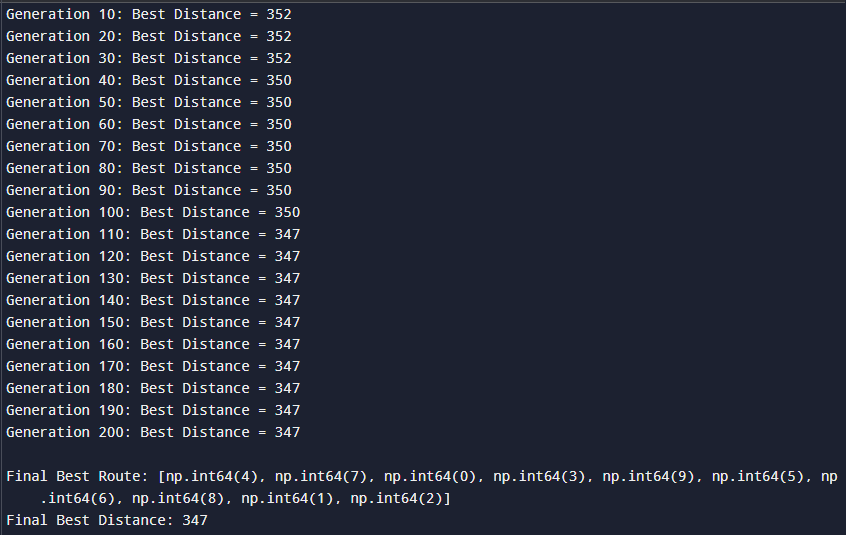 Generation 10: Best Distance = 352
Generation 20: Best Distance = 352
Generation 30: Best Distance = 352
Generation 40: Best Distance = 350
Generation 50: Best Distance = 350
Generation 60: Best Distance = 350
Generation 70: Best Distance = 350
Generation 80: Best Distance = 350
Generation 90: Best Distance = 350
Generation 100: Best Distance = 350
Generation 110: Best Distance = 347
Generation 120: Best Distance = 347
Generation 130: Best Distance = 347
Generation 140: Best Distance = 347
Generation 150: Best Distance = 347
Generation 160: Best Distance = 347
Generation 170: Best Distance = 347
Generation 180: Best Distance = 347
Generation 190: Best Distance = 347
Generation 200: Best Distance = 347
Final Best Route: [np.int64(4), np.int64(7), np.int64(0), np.int64(3), np.int64(9), np.int64(5), np
.int64(6), np.int64(8), np.int64(1), np.int64(2)]
Final Best Distance: 347